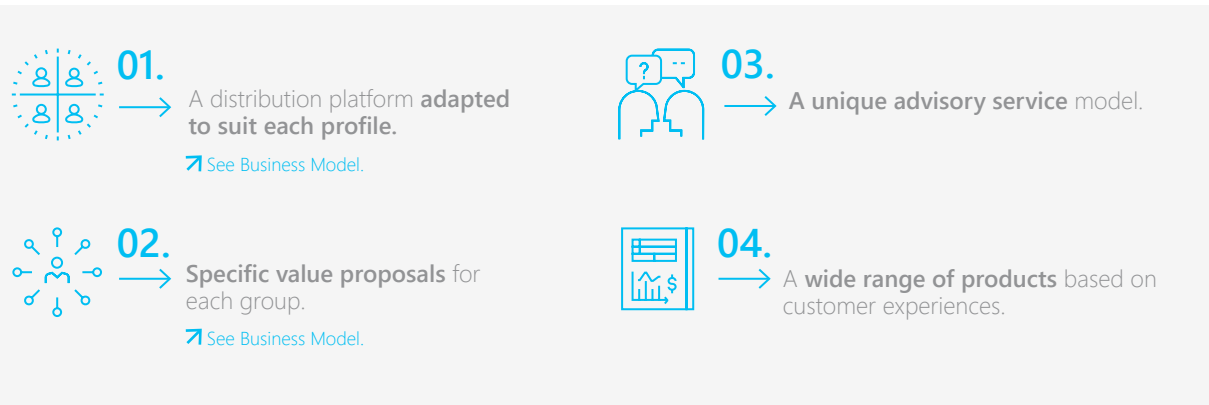 01.
A distribution platform adapted
to suit each profile.
See Business Model.
02.
Specific value proposals for
each group.
See Business Model.
?
03.
A unique advisory service model.
04.
$
A wide range of products based on
customer experiences.